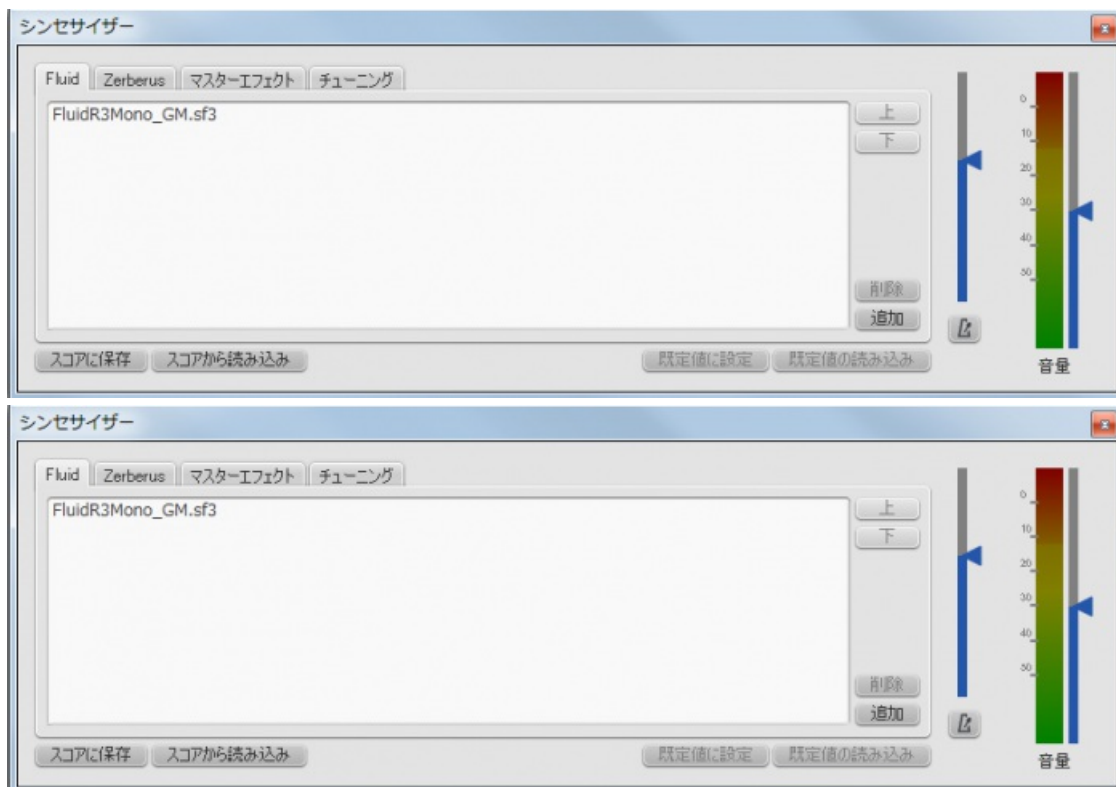 シンセサイザー
Fluid Zerberus マスターエフェクト チューニング
FluidR3Mono_GM.sf3
上
下
削除
追加
スコアに保存 スコアから読み込み 既定値に設定 既定値の読み込み
0
10
20
30
40
50
音量
シンセサイザー
Fluid Zerberus マスターエフェクト チューニング
FluidR3Mono_GM.sf3
上
下
削除
追加
スコアに保存 スコアから読み込み 既定値に設定 既定値の読み込み
0
10
20
30
40
50
音量